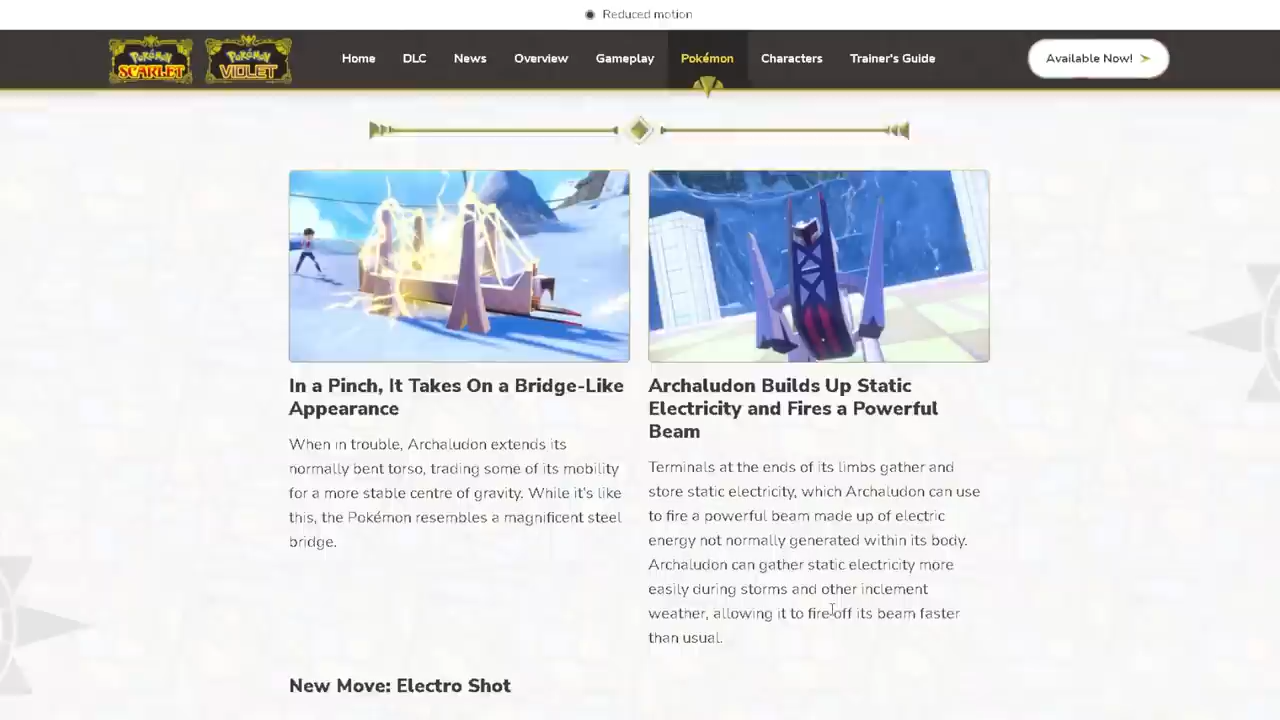 Reduced motion
Pokémon SCARLET
Pokémon VIOLET
Home
DLC
News
Overview
Gameplay
Pokémon
Characters
Trainer's Guide
Available Now!
In a Pinch, It Takes On a Bridge-Like
Appearance
When in trouble, Archaludon extends its
normally bent torso, trading some of its mobility
for a more stable centre of gravity. While it's like
this, the Pokémon resembles a magnificent steel
bridge.
Archaludon Builds Up Static
Electricity and Fires a Powerful
Beam
Terminals at the ends of its limbs gather and
store static electricity, which Archaludon can use
to fire a powerful beam made up of electric
energy not normally generated within its body.
Archaludon can gather static electricity more
easily during storms and other inclement
weather, allowing it to fire off its beam faster
than usual.
New Move: Electro Shot